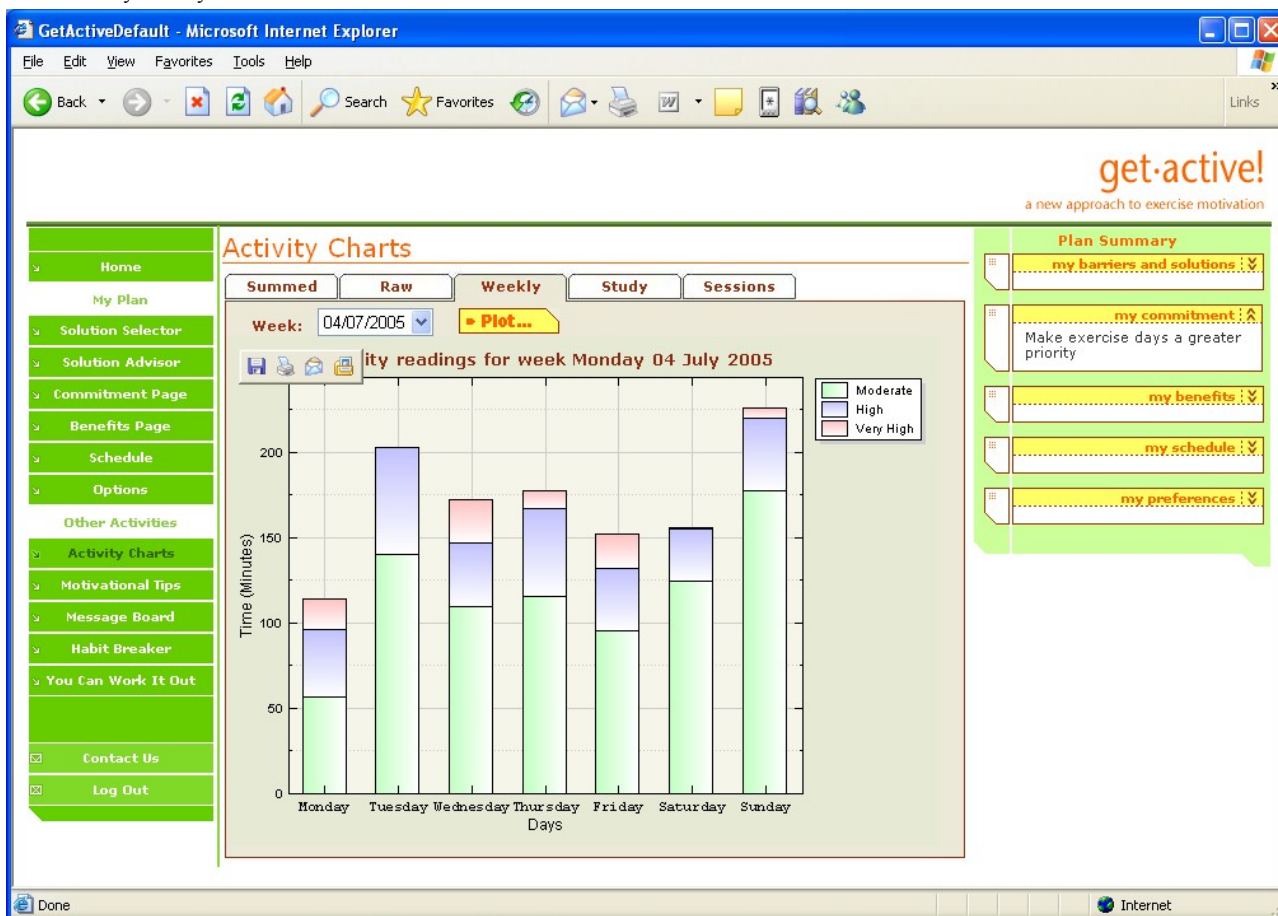 GetActiveDefault - Microsoft Internet Explorer
File Edit View Favorites Tools Help
Back Search Favorites Links
get·active!
a new approach to exercise motivation
Home
My Plan
Solution Selector
Solution Advisor
Commitment Page
Benefits Page
Schedule
Options
Other Activities
Activity Charts
Motivational Tips
Message Board
Habit Breaker
You Can Work It Out
Contact Us
Log Out
Activity Charts
Summed Raw Weekly Study Sessions
Week: 04/07/2005 Plot...
ity readings for week Monday 04 July 2005
Moderate
High
Very High
Time (Minutes)
200
150
100
50
0
Monday Tuesday Wednesday Thursday Friday Saturday Sunday
Days
Plan Summary
my barriers and solutions
my commitment
Make exercise days a greater
priority
my benefits
my schedule
my preferences
Done Internet